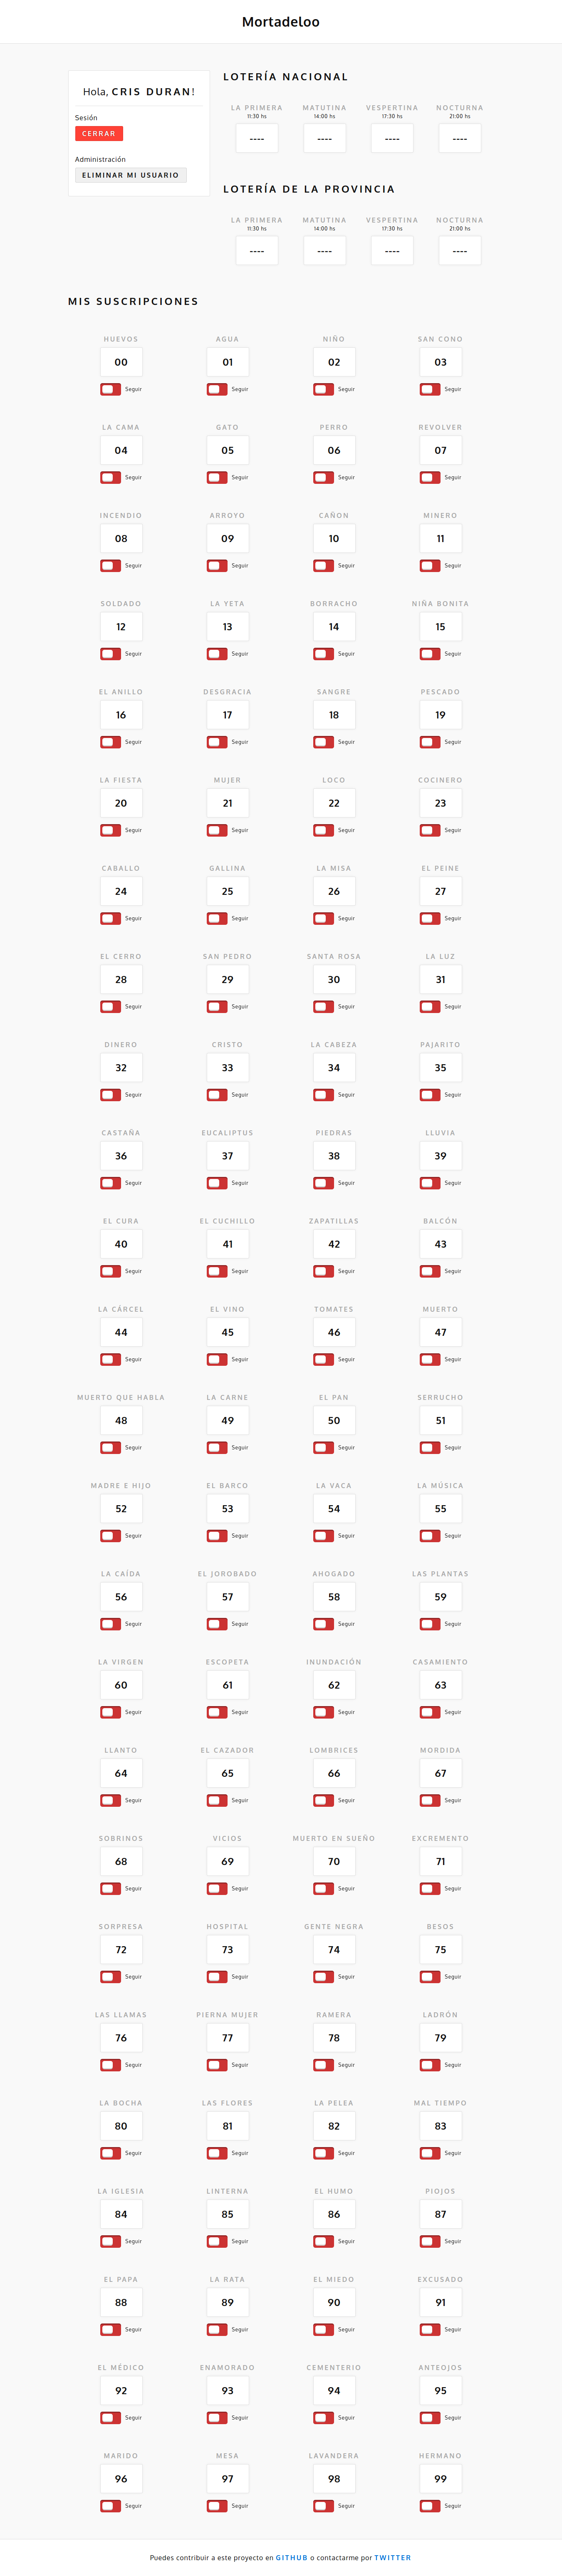 Mortadeloo
Hola, CRIS DURAN!
Sesión
CERRAR
Administración
ELIMINAR MI USUARIO
LOTERÍA NACIONAL
LA PRIMERA MATUTINA VESPERTINA NOCTURNA
11:30 hs 14:00 hs 17:30 hs 21:00 hs
---- ---- ---- ----
LOTERÍA DE LA PROVINCIA
LA PRIMERA MATUTINA VESPERTINA NOCTURNA
11:30 hs 14:00 hs 17:30 hs 21:00 hs
---- ---- ---- ----
MIS SUSCRIPCIONES
HUEVOS AGUA NIÑO SAN CONO
00 01 02 03
Seguir Seguir Seguir Seguir
LA CAMA GATO PERRO REVOLVER
04 05 06 07
Seguir Seguir Seguir Seguir
INCENDIO ARROYO CAÑON MINERO
08 09 10 11
Seguir Seguir Seguir Seguir
SOLDADO LA YETA BORRACHO NIÑA BONITA
12 13 14 15
Seguir Seguir Seguir Seguir
EL ANILLO DESGRACIA SANGRE PESCADO
16 17 18 19
Seguir Seguir Seguir Seguir
LA FIESTA MUJER LOCO COCINERO
20 21 22 23
Seguir Seguir Seguir Seguir
CABALLO GALLINA LA MISA EL PEINE
24 25 26 27
Seguir Seguir Seguir Seguir
EL CERRO SAN PEDRO SANTA ROSA LA LUZ
28 29 30 31
Seguir Seguir Seguir Seguir
DINERO CRISTO LA CABEZA PAJARITO
32 33 34 35
Seguir Seguir Seguir Seguir
CASTAÑA EUCALIPTUS PIEDRAS LLUVIA
36 37 38 39
Seguir Seguir Seguir Seguir
EL CURA EL CUCHILLO ZAPATILLAS BALCÓN
40 41 42 43
Seguir Seguir Seguir Seguir
LA CÁRCEL EL VINO TOMATES MUERTO
44 45 46 47
Seguir Seguir Seguir Seguir
MUERTO QUE HABLA LA CARNE EL PAN SERRUCHO
48 49 50 51
Seguir Seguir Seguir Seguir
MADRE E HIJO EL BARCO LA VACA LA MÚSICA
52 53 54 55
Seguir Seguir Seguir Seguir
LA CAÍDA EL JOROBADO AHOGADO LAS PLANTAS
56 57 58 59
Seguir Seguir Seguir Seguir
LA VIRGEN ESCOPETA INUNDACIÓN CASAMIENTO
60 61 62 63
Seguir Seguir Seguir Seguir
LLANTO EL CAZADOR LOMBRICES MORDIDA
64 65 66 67
Seguir Seguir Seguir Seguir
SOBRINOS VICIOS MUERTO EN SUEÑO EXCREMENTO
68 69 70 71
Seguir Seguir Seguir Seguir
SORPRESA HOSPITAL GENTE NEGRA BESOS
72 73 74 75
Seguir Seguir Seguir Seguir
LAS LLAMAS PIERNA MUJER RAMERA LADRÓN
76 77 78 79
Seguir Seguir Seguir Seguir
LA BOCHA LAS FLORES LA PELEA MAL TIEMPO
80 81 82 83
Seguir Seguir Seguir Seguir
LA IGLESIA LINTERNA EL HUMO PIOJOS
84 85 86 87
Seguir Seguir Seguir Seguir
EL PAPA LA RATA EL MIEDO EXCUSADO
88 89 90 91
Seguir Seguir Seguir Seguir
EL MÉDICO ENAMORADO CEMENTERIO ANTEOJOS
92 93 94 95
Seguir Seguir Seguir Seguir
MARIDO MESA LAVANDERA HERMANO
96 97 98 99
Seguir Seguir Seguir Seguir
Puedes contribuir a este proyecto en GITHUB o contactarme por TWITTER